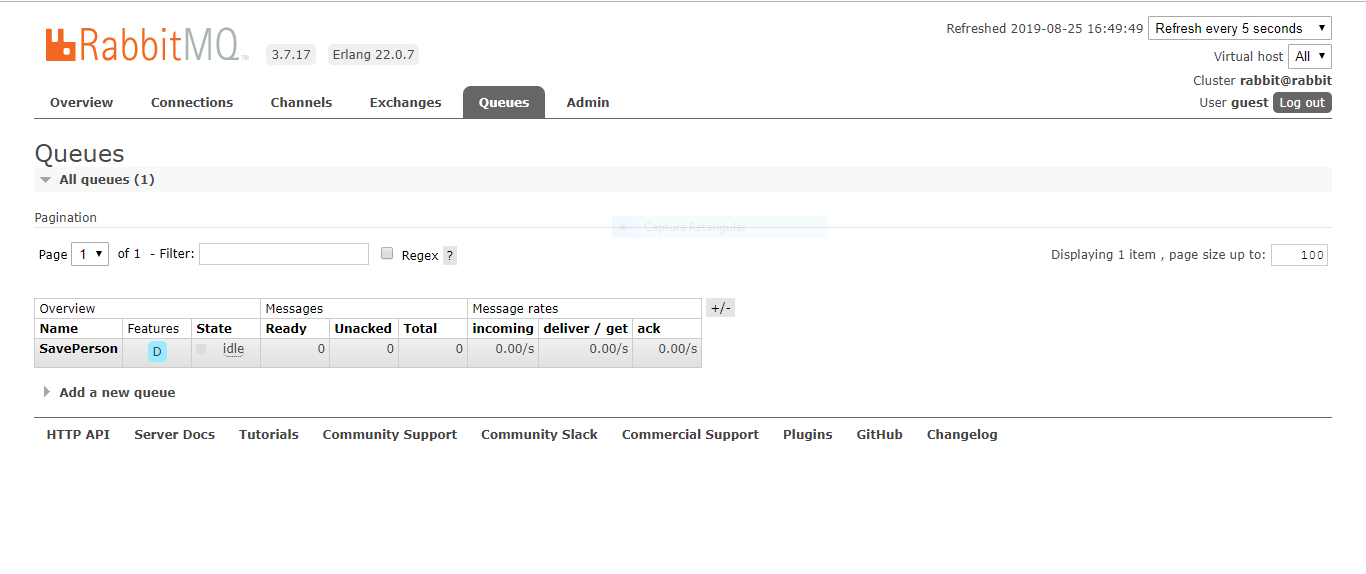 RabbitMQ TM 3.7.17 Erlang 22.0.7
Refreshed 2019-08-25 16:49:49 Refresh every 5 seconds
Virtual host All
Cluster rabbit@rabbit
User guest Log out
Overview Connections Channels Exchanges Queues Admin
Queues
All queues (1)
Pagination
Captura Retangular
Page 1 of 1 - Filter: Regex ? Displaying 1 item , page size up to: 100
Overview Messages Message rates +/-
Name Features State Ready Unacked Total incoming deliver / get ack
SavePerson D idle 0 0 0 0.00/s 0.00/s 0.00/s
Add a new queue
HTTP API Server Docs Tutorials Community Support Community Slack Commercial Support Plugins GitHub Changelog